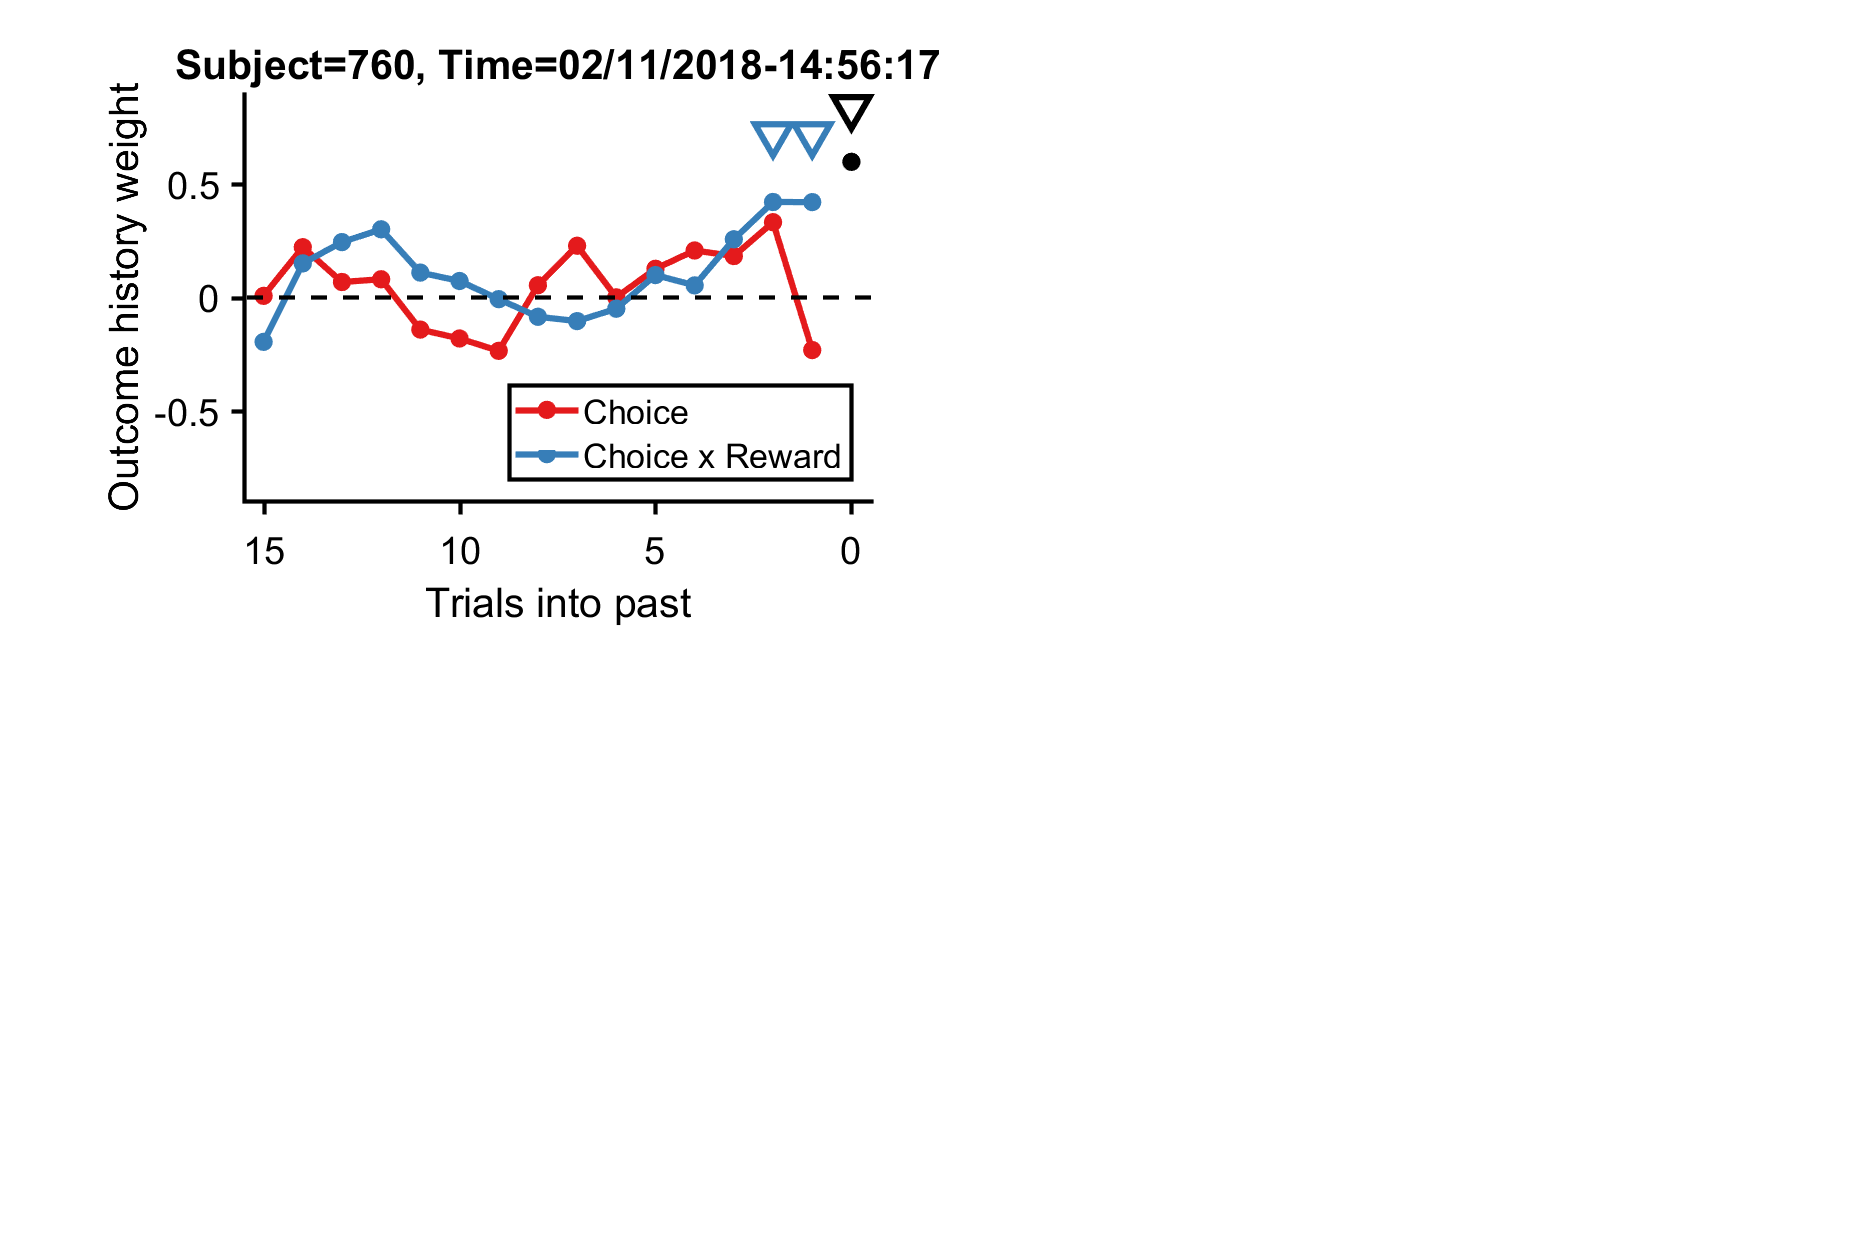 Subject=760, Time=02/11/2018-14:56:17
Outcome history weight
0.5
0
-0.5
Choice
Choice x Reward
15 10 5 0
Trials into past